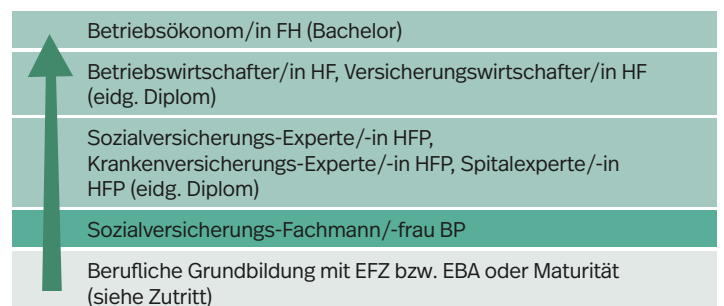 Betriebsökonom/in FH (Bachelor)
Betriebswirtschafter/in HF, Versicherungswirtschafter/in HF
(eidg. Diplom)
Sozialversicherungs-Experte/-in HFP,
Krankenversicherungs-Experte/-in HFP, Spitalexperte/-in
HFP (eidg. Diplom)
Sozialversicherungs-Fachmann/-frau BP
Berufliche Grundbildung mit EFZ bzw. EBA oder Maturität
(siehe Zutritt)